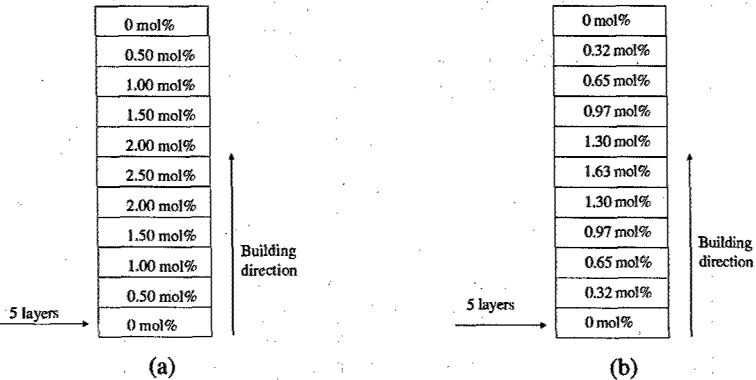 0 mol%
0.50 mol%
1.00 mol%
1.50 mol%
2.00 mol%
2.50 mol%
2.00 mol%
1.50 mol%
1.00 mol%
0.50 mol%
0 mol%
Building
direction
5 layers
(a)
0 mol%
0.32 mol%
0.65 mol%
0.97 mol%
1.30 mol%
1.63 mol%
1.30 mol%
0.97 mol%
0.65 mol%
0.32 mol%
0 mol%
Building
direction
5 layers
(b)